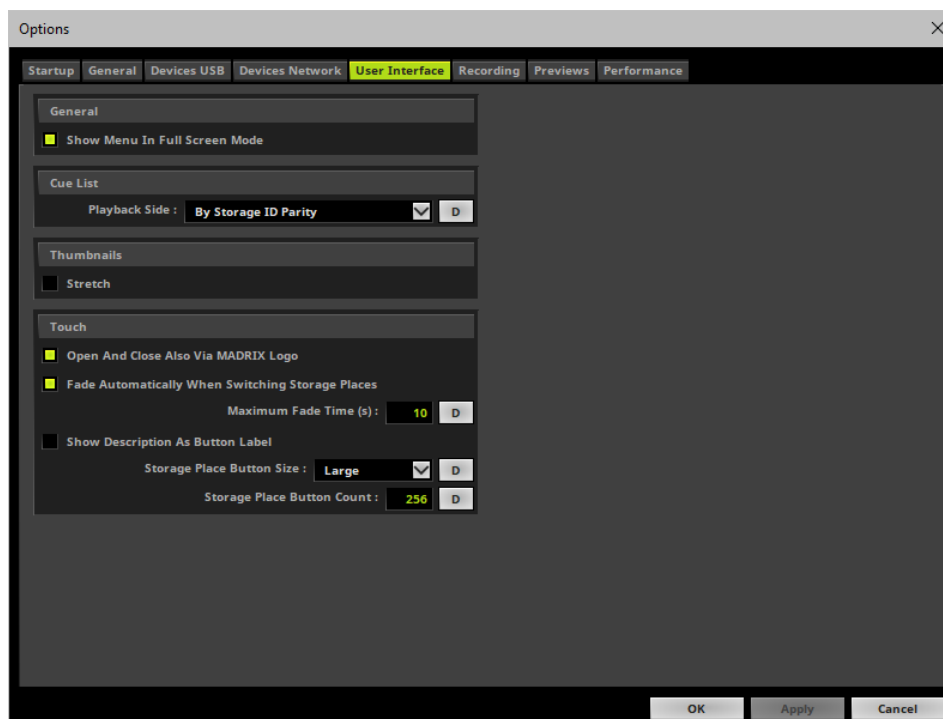 Options
Startup General Devices USB Devices Network User Interface Recording Previews Performance
General
Show Menu In Full Screen Mode
Cue List
Playback Side : By Storage ID Parity D
Thumbnails
Stretch
Touch
Open And Close Also Via MADRIX Logo
Fade Automatically When Switching Storage Places
Maximum Fade Time (s) : 10 D
Show Description As Button Label
Storage Place Button Size : Large D
Storage Place Button Count : 256 D
OK Apply Cancel